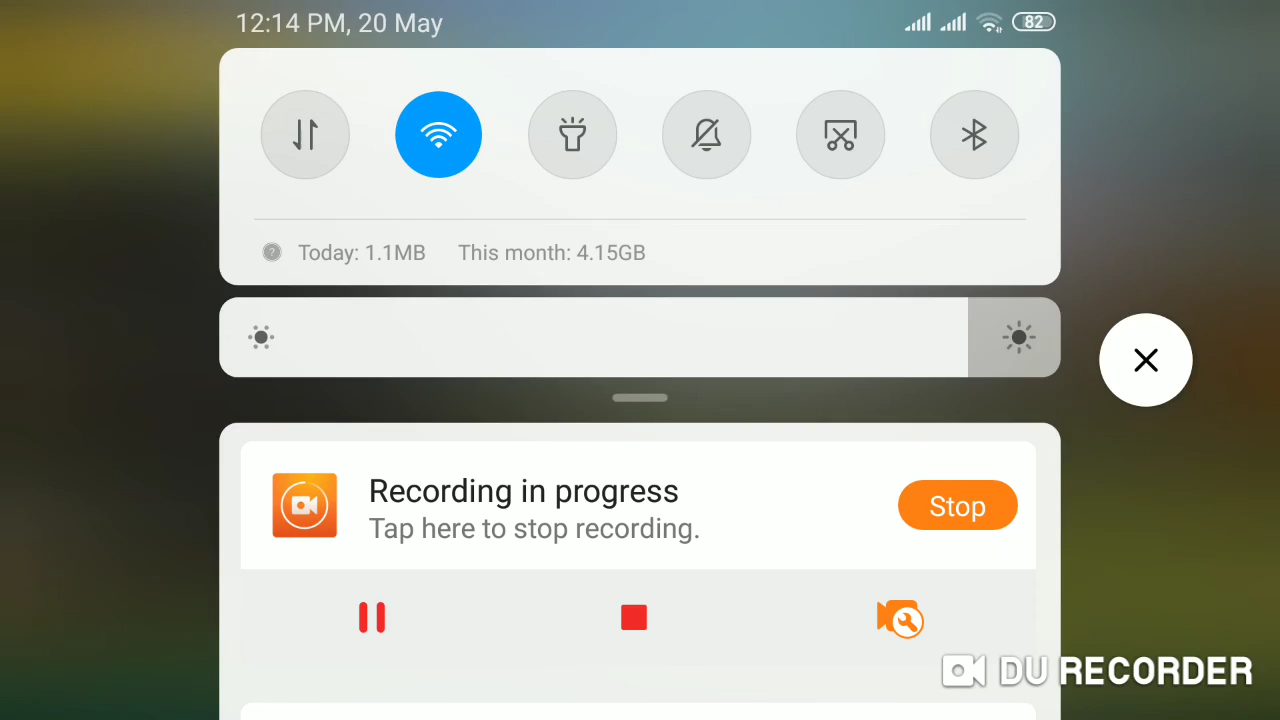 12:14 PM, 20 May
82
Today: 1.1MB This month: 4.15GB
Recording in progress
Tap here to stop recording.
Stop
DU RECORDER